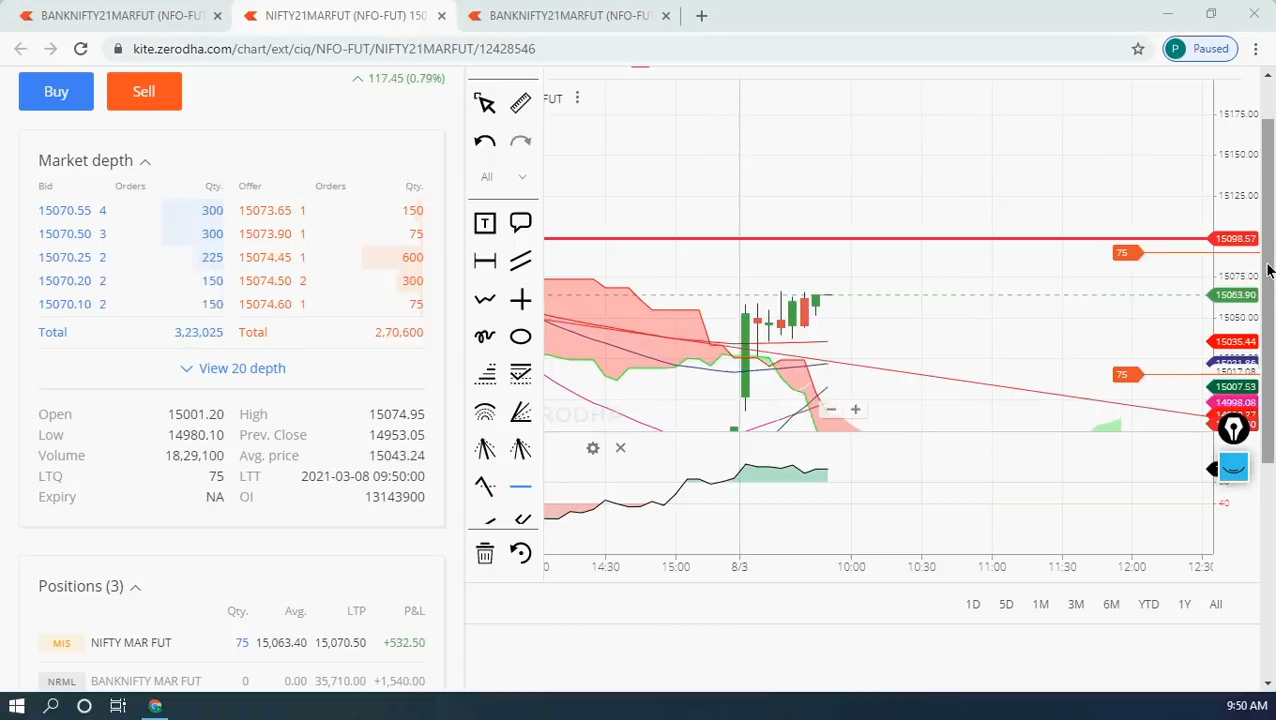 BANKNIFTY21MARFUT (NFO-FUT
NIFTY21MARFUT (NFO-FUT) 150
BANKNIFTY21MARFUT (NFO-FU
kite.zerodha.com/chart/ext/ciq/NFO-FUT/NIFTY21MARFUT/12428546
P Paused
Buy Sell 117.45 (0.79%)
Market depth
Bid Orders Qty. Offer Orders Qty.
15070.55 4 300 15073.65 1 150
15070.50 3 300 15073.90 1 75
15070.25 2 225 15074.45 1 600
15070.20 2 150 15074.50 2 300
15070.10 2 150 15074.60 1 75
Total 3,23,025 Total 2,70,600
View 20 depth
Open 15001.20 High 15074.95
Low 14980.10 Prev. Close 14953.05
Volume 18,29,100 Avg. price 15043.24
LTQ 75 LTT 2021-03-08 09:50:00
Expiry NA OI 13143900
Positions (3)
Qty. Avg. LTP P&L
MIS NIFTY MAR FUT 75 15,063.40 15,070.50 +532.50
NRML BANKNIFTY MAR FUT 0 0.00 35,710.00 +1,540.00
All
T
FUT
15175.00
15150.00
15125.00
15098.57
75
15075.00
15063.90
15050.00
15035.44
75
15007.53
14998.08
ERODHA
40
14:30 15:00 8/3 10:00 10:30 11:00 11:30 12:00 12:30
1D 5D 1M 3M 6M YTD 1Y All
9:50 AM